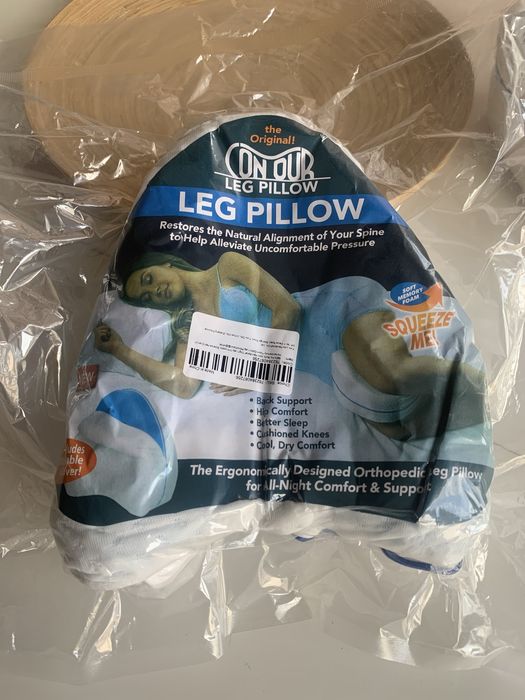 the
Original!
CONTOUR
LEG PILLOW
LEG PILLOW
Restores the Natural Alignment of Your Spine
to Help Alleviate Uncomfortable Pressure
SOFT
MEMORY
FOAM
SQUEEZE
ME!
• Back Support
• Hip Comfort
• Better Sleep
• Cushioned Knees
• Cool, Dry Comfort
The Ergonomically Designed Orthopedic Leg Pillow
for All-Night Comfort & Support